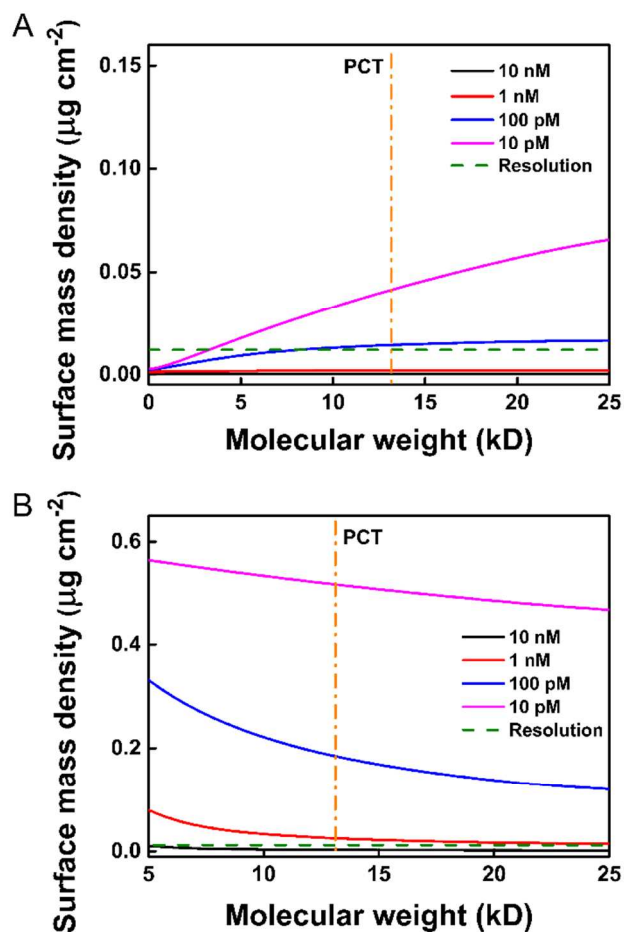 A
Surface mass density (μg cm-2)
0.15
0.10
0.05
0.00
PCT
10 nM
1 nM
100 pM
10 pM
Resolution
0 5 10 15 20 25
Molecular weight (kD)
B
Surface mass density (μg cm-2)
0.6
0.4
0.2
0.0
PCT
10 nM
1 nM
100 pM
10 pM
Resolution
5 10 15 20 25
Molecular weight (kD)